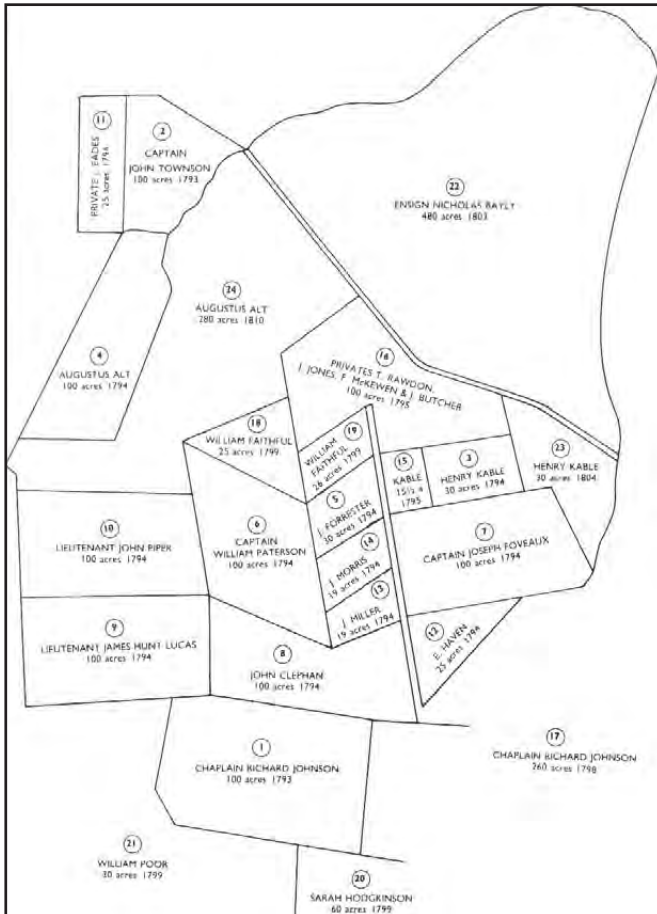 11
PRIVATE J. EADES
25 acres 1794
2
CAPTAIN
JOHN TOWNSON
100 acres 1793
22
ENSIGN NICHOLAS BAYLY
480 acres 1803
24
AUGUSTUS ALT
280 acres 1810
4
AUGUSTUS ALT
100 acres 1794
16
PRIVATES T. RAWDON,
J. JONES, F. McKEWEN & J. BUTCHER
100 acres 1795
18
WILLIAM FAITHFUL
25 acres 1799
19
WILLIAM
FAITHFUL
26 acres 1799
15
KABLE
15½ a
1795
3
HENRY KABLE
30 acres 1794
23
HENRY KABLE
30 acres 1804
5
J. FORRESTER
30 acres 1794
10
LIEUTENANT JOHN PIPER
100 acres 1794
6
CAPTAIN
WILLIAM PATERSON
100 acres 1794
7
CAPTAIN JOSEPH FOVEAUX
100 acres 1794
14
J. MORRIS
19 acres 1794
13
J. MILLER
19 acres 1794
12
E. HAVEN
25 acres 1794
9
LIEUTENANT JAMES HUNT LUCAS
100 acres 1794
8
JOHN CLEPHAN
100 acres 1794
1
CHAPLAIN RICHARD JOHNSON
100 acres 1793
17
CHAPLAIN RICHARD JOHNSON
260 acres 1798
21
WILLIAM POOR
30 acres 1799
20
SARAH HODGKINSON
60 acres 1799